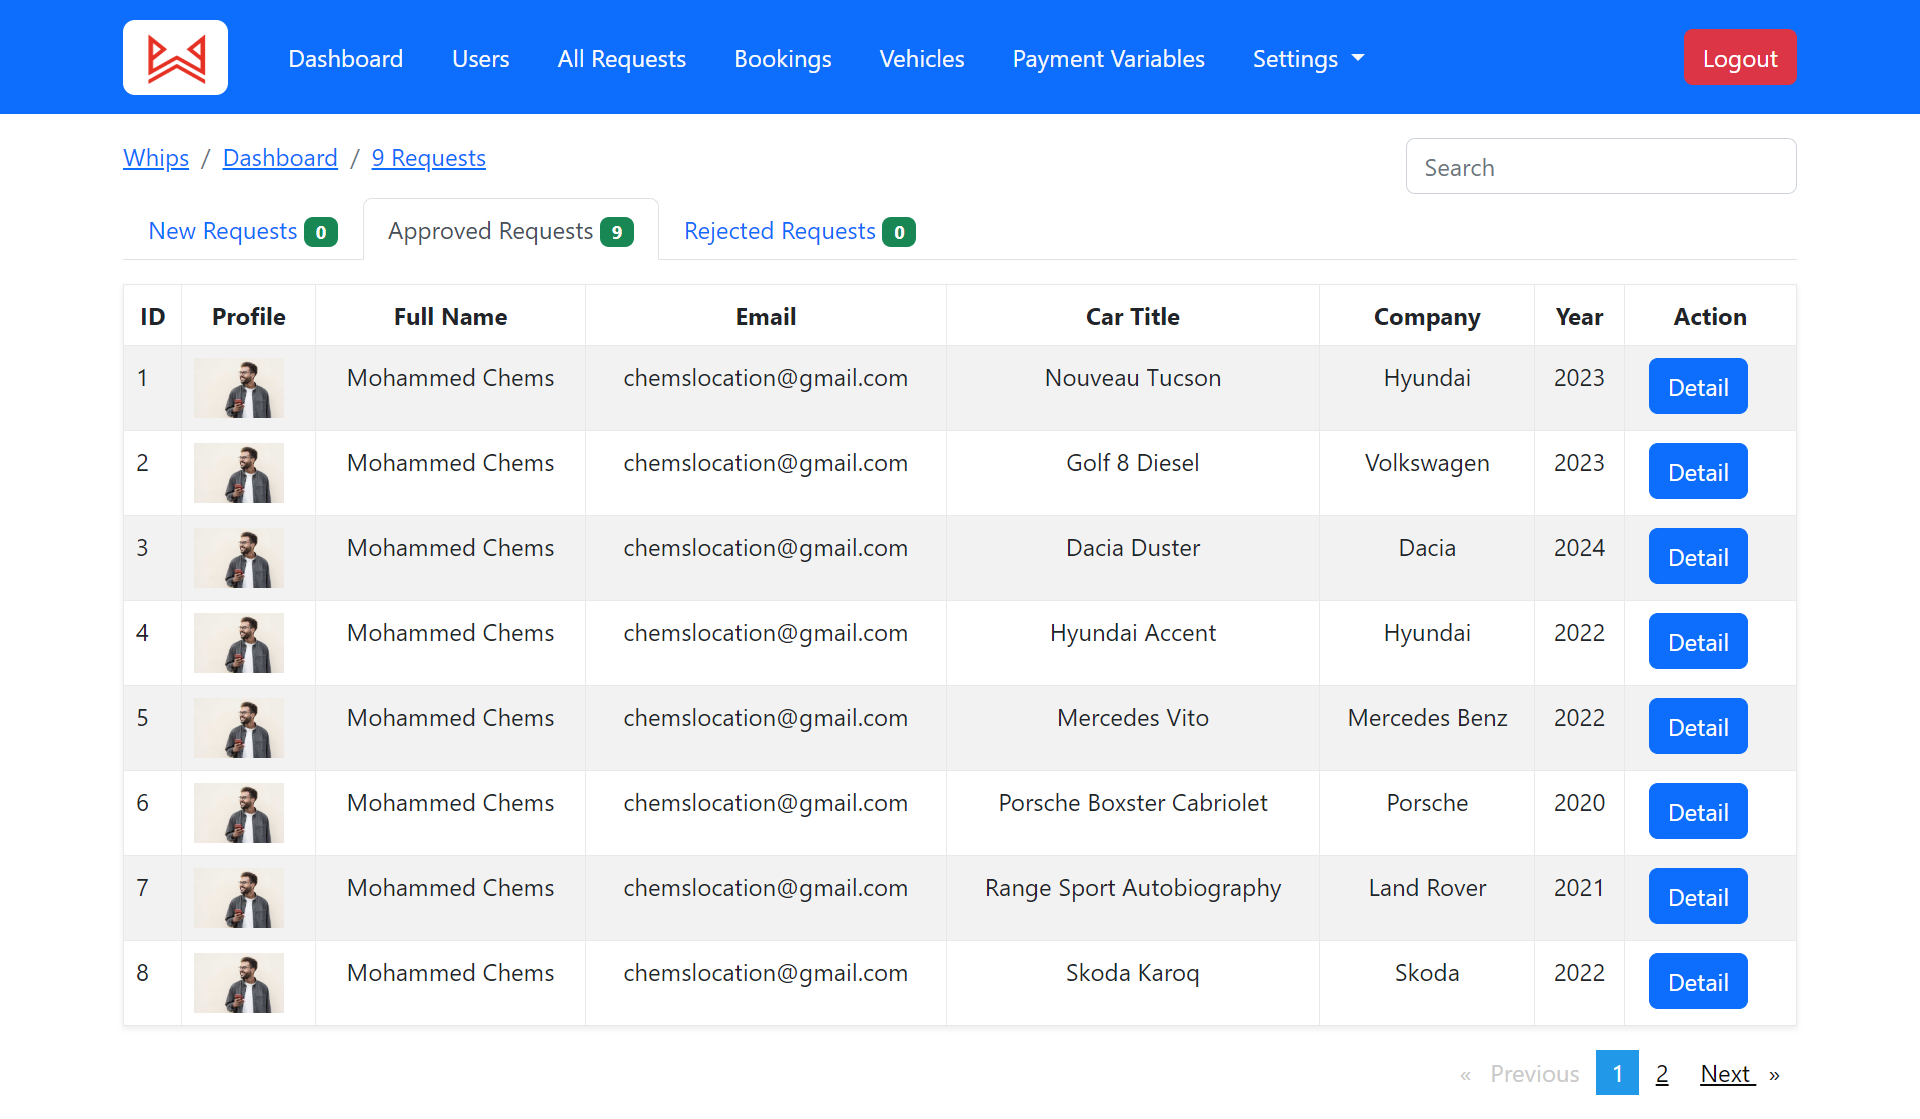 Dashboard Users All Requests Bookings Vehicles Payment Variables Settings Logout
Whips / Dashboard / 9 Requests Search
New Requests 0 Approved Requests 9 Rejected Requests 0
ID Profile Full Name Email Car Title Company Year Action
1 Mohammed Chems chemslocation@gmail.com Nouveau Tucson Hyundai 2023 Detail
2 Mohammed Chems chemslocation@gmail.com Golf 8 Diesel Volkswagen 2023 Detail
3 Mohammed Chems chemslocation@gmail.com Dacia Duster Dacia 2024 Detail
4 Mohammed Chems chemslocation@gmail.com Hyundai Accent Hyundai 2022 Detail
5 Mohammed Chems chemslocation@gmail.com Mercedes Vito Mercedes Benz 2022 Detail
6 Mohammed Chems chemslocation@gmail.com Porsche Boxster Cabriolet Porsche 2020 Detail
7 Mohammed Chems chemslocation@gmail.com Range Sport Autobiography Land Rover 2021 Detail
8 Mohammed Chems chemslocation@gmail.com Skoda Karoq Skoda 2022 Detail
« Previous 1 2 Next »